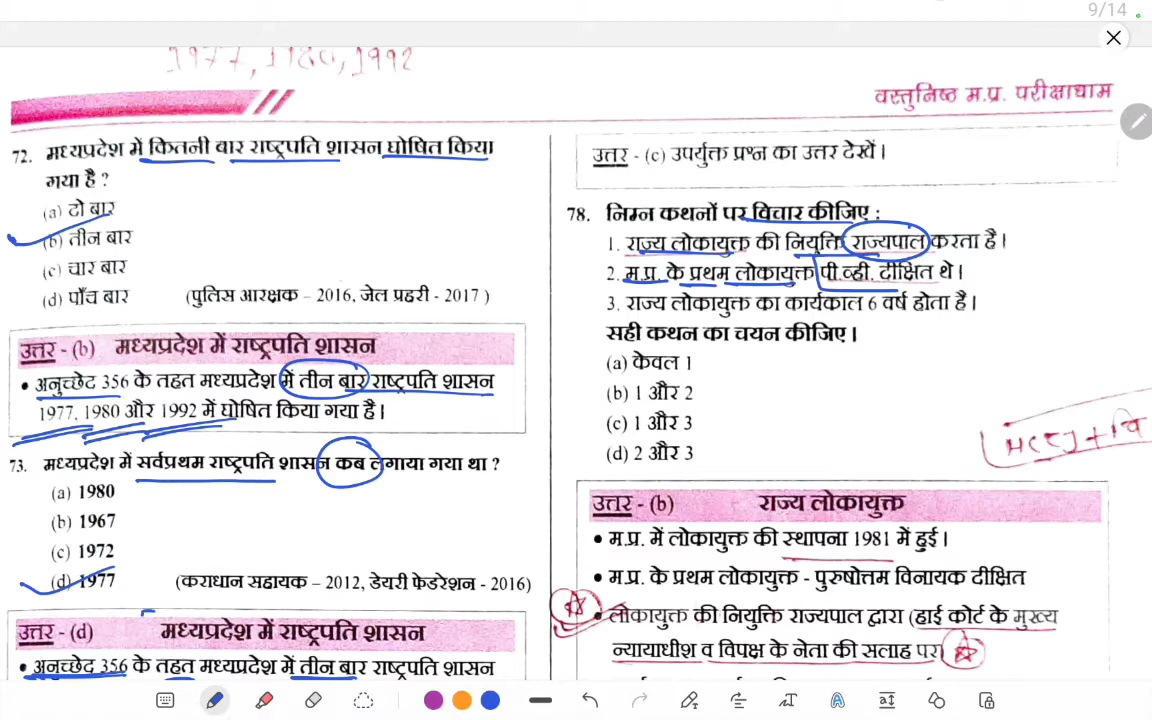 9/14
1977, 1980, 1992
वस्तुनिष्ठ म.प्र. परीक्षाधाम
72. मध्यप्रदेश में कितनी बार राष्ट्रपति शासन घोषित किया
गया है ?
(a) दो बार
(b) तीन बार
(c) चार बार
(d) पाँच बार (पुलिस आरक्षक – 2016, जेल प्रहरी - 2017 )
उत्तर - (b) मध्यप्रदेश में राष्ट्रपति शासन
• अनुच्छेद 356 के तहत मध्यप्रदेश में तीन बार राष्ट्रपति शासन
1977, 1980 और 1992 में घोषित किया गया है।
73. मध्यप्रदेश में सर्वप्रथम राष्ट्रपति शासन कब लगाया गया था ?
(a) 1980
(b) 1967
(c) 1972
(d) 1977 (कराधान सहायक – 2012, डेयरी फेडरेशन - 2016)
उत्तर - (d) मध्यप्रदेश में राष्ट्रपति शासन
• अनुच्छेद 356 के तहत मध्यप्रदेश में तीन बार राष्ट्रपति शासन
उत्तर - (c) उपर्युक्त प्रश्न का उत्तर देखें।
78. निम्न कथनों पर विचार कीजिए :
1. राज्य लोकायुक्त की नियुक्ति राज्यपाल करता है।
2. म.प्र. के प्रथम लोकायुक्त पी.व्ही. दीक्षित थे।
3. राज्य लोकायुक्त का कार्यकाल 6 वर्ष होता है।
सही कथन का चयन कीजिए।
(a) केवल 1
(b) 1 और 2
(c) 1 और 3
(d) 2 और 3
उत्तर - (b) राज्य लोकायुक्त
• म.प्र. में लोकायुक्त की स्थापना 1981 में हुई।
• म.प्र. के प्रथम लोकायुक्त - पुरुषोत्तम विनायक दीक्षित
• लोकायुक्त की नियुक्ति राज्यपाल द्वारा (हाई कोर्ट के मुख्य
न्यायाधीश व विपक्ष के नेता की सलाह पर)